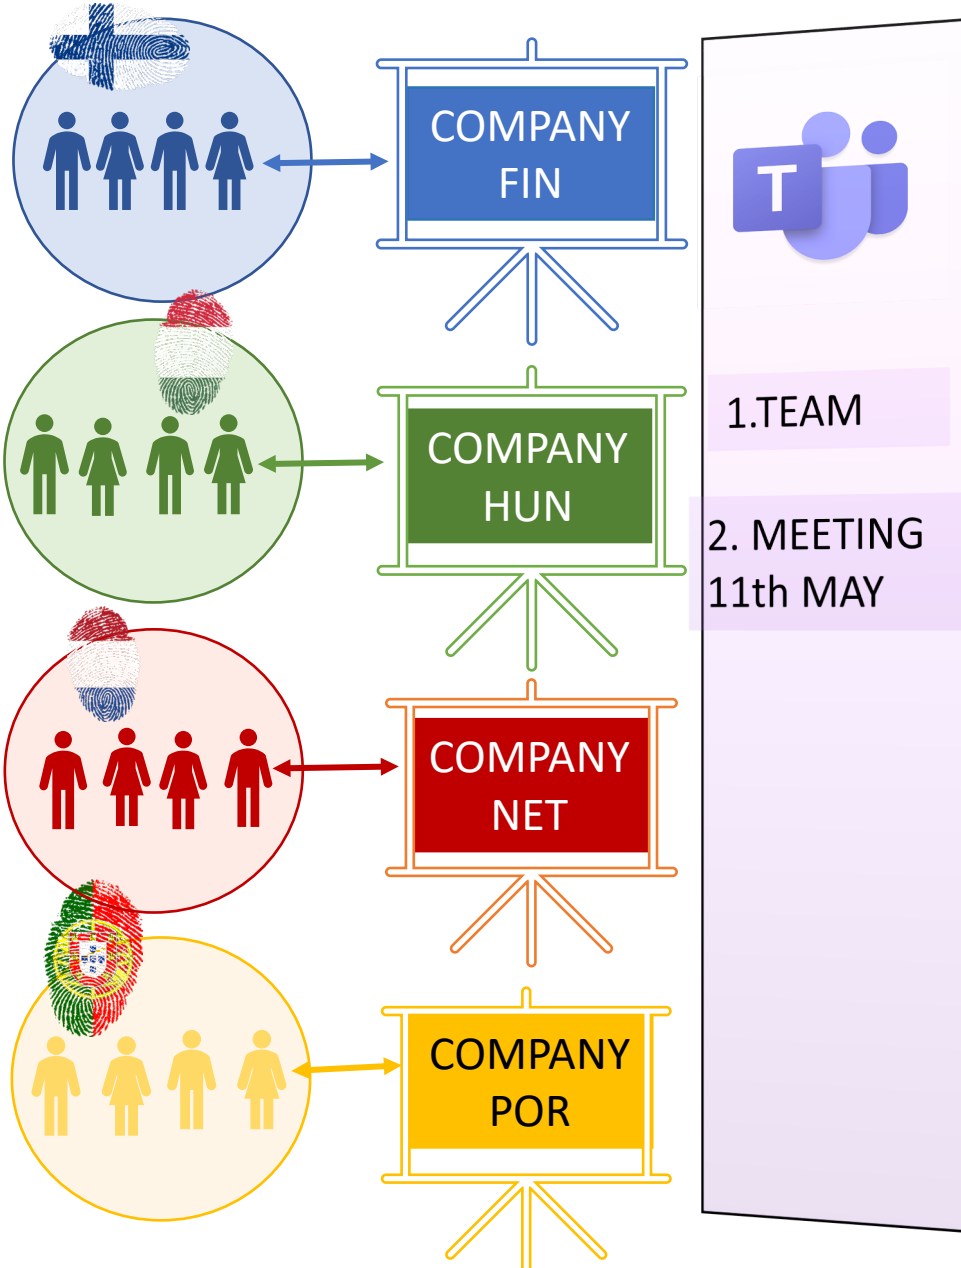 COMPANY
FIN
COMPANY
HUN
COMPANY
NET
COMPANY
POR
T
1.TEAM
2. MEETING
11th MAY